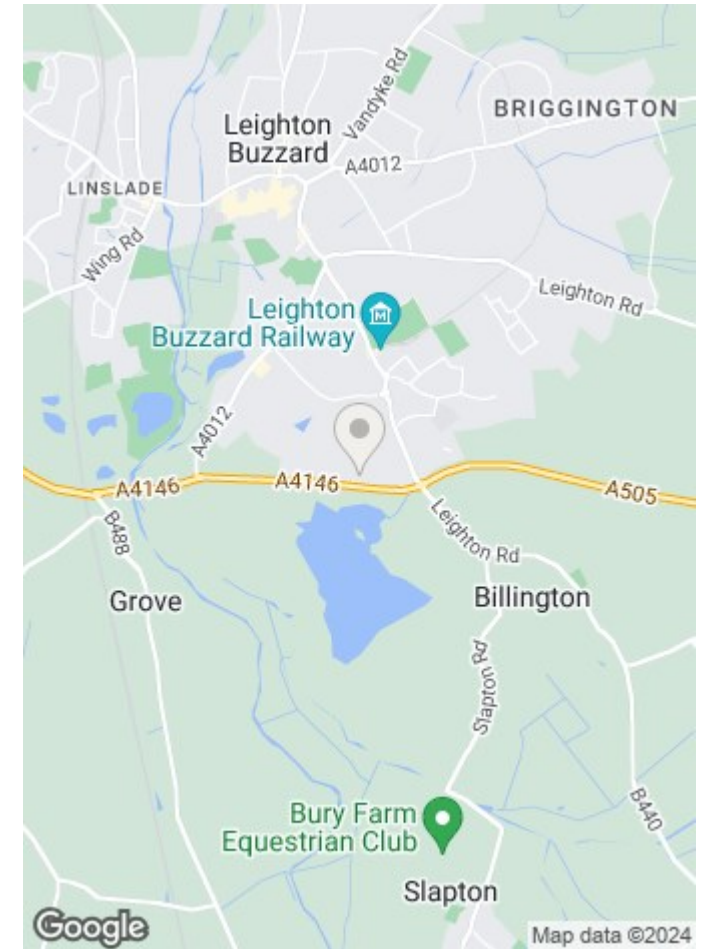 Vandyke Rd
BRIGGINGTON
Leighton
Buzzard
A4012
LINSLADE
Wing Rd
Leighton Rd
Leighton
Buzzard Railway
M
A4012
A4146
A4146
A505
B488
Leighton Rd
Grove
Billington
Slapton Rd
Bury Farm
Equestrian Club
B440
Slapton
Google
Map data ©2024